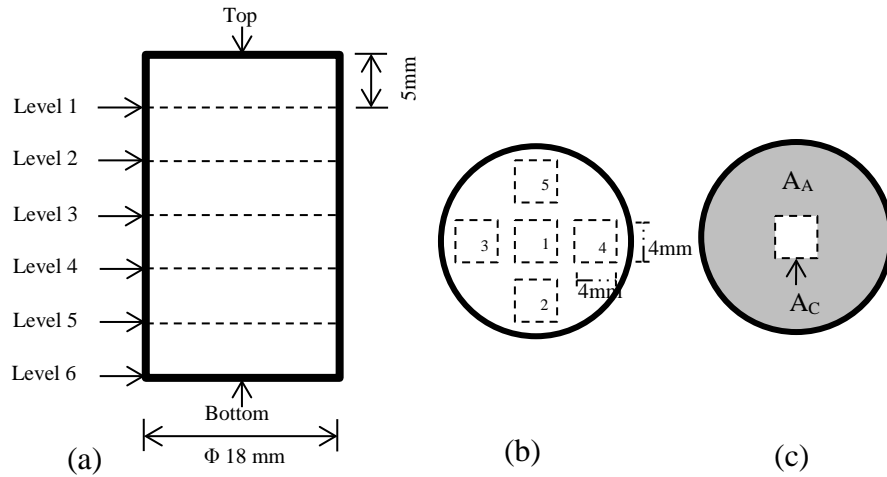 Top
5mm
Level 1
Level 2
Level 3
Level 4
Level 5
Level 6
Bottom
Φ 18 mm
(a)
5
3
1
4
2
4mm
4mm
(b)
A_A
A_C
(c)